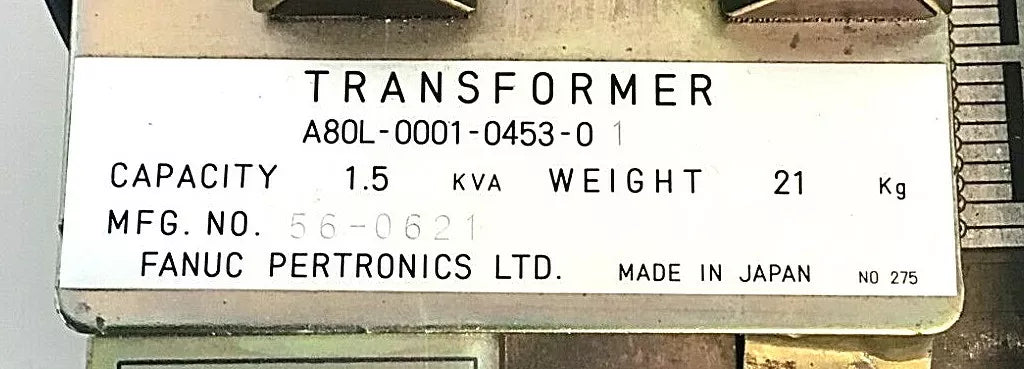 TRANSFORMER
A80L-0001-0453-01
CAPACITY 1.5 KVA WEIGHT 21 Kg
MFG. NO. 56-0621
FANUC PERTRONICS LTD. MADE IN JAPAN NO 275